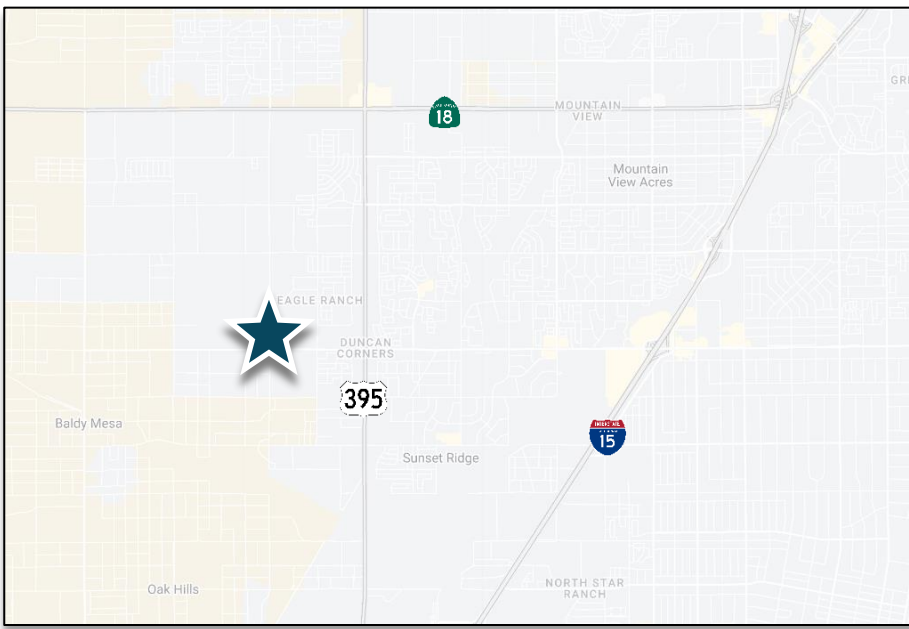 GR
18
MOUNTAIN
VIEW
Mountain
View Acres
EAGLE RANCH
DUNCAN
CORNERS
395
Baldy Mesa
15
Sunset Ridge
Oak Hills
NORTH STAR
RANCH